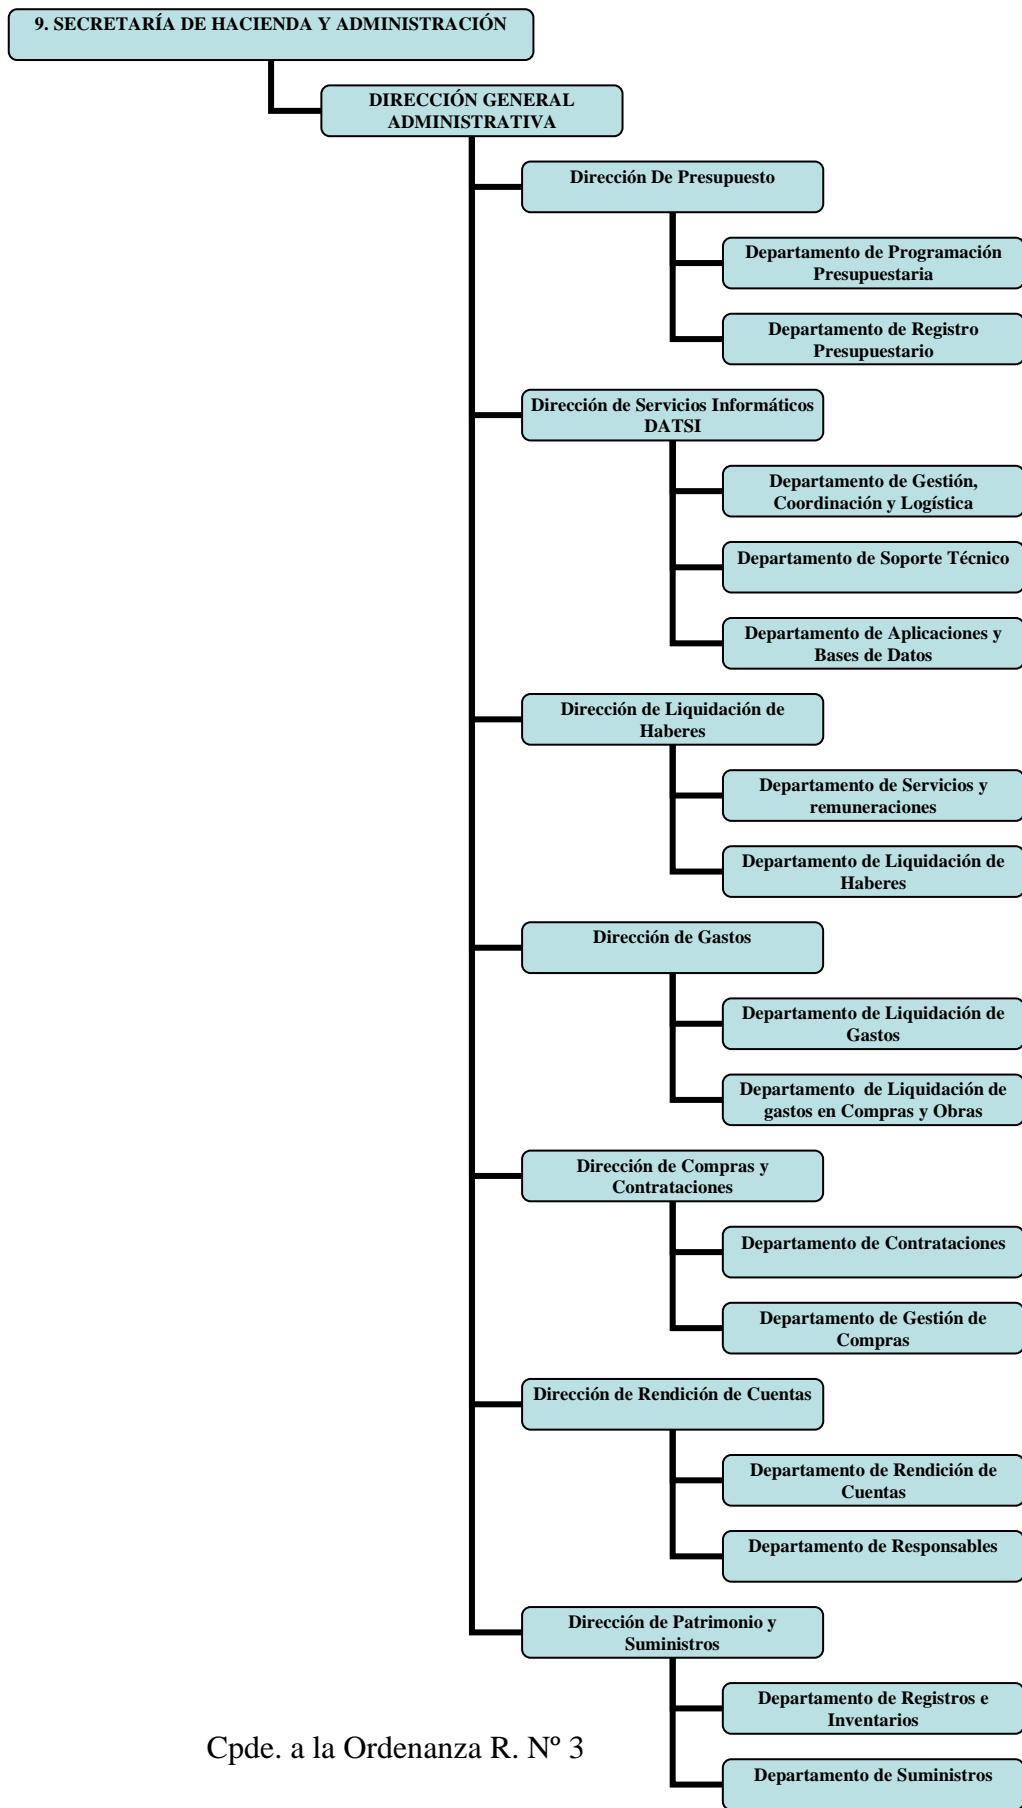 9. SECRETARÍA DE HACIENDA Y ADMINISTRACIÓN
DIRECCIÓN GENERAL
ADMINISTRATIVA
Dirección De Presupuesto
Departamento de Programación
Presupuestaria
Departamento de Registro
Presupuestario
Dirección de Servicios Informáticos
DATSI
Departamento de Gestión,
Coordinación y Logística
Departamento de Soporte Técnico
Departamento de Aplicaciones y
Bases de Datos
Dirección de Liquidación de
Haberes
Departamento de Servicios y
remuneraciones
Departamento de Liquidación de
Haberes
Dirección de Gastos
Departamento de Liquidación de
Gastos
Departamento  de Liquidación de
gastos en Compras y Obras
Dirección de Compras y
Contrataciones
Departamento de Contrataciones
Departamento de Gestión de
Compras
Dirección de Rendición de Cuentas
Departamento de Rendición de
Cuentas
Departamento de Responsables
Dirección de Patrimonio y
Suministros
Departamento de Registros e
Inventarios
Cpde. a la Ordenanza R. Nº 3
Departamento de Suministros